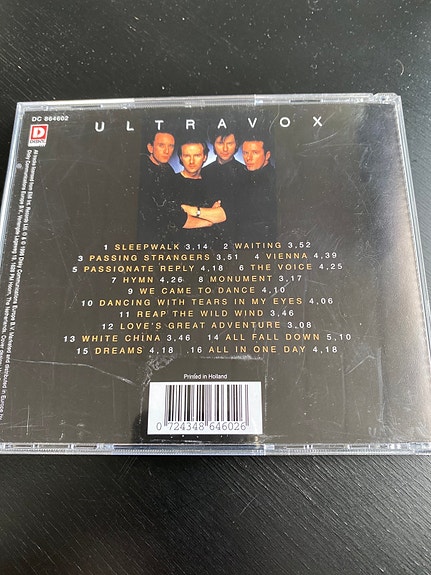 DC 864602
D
DISKY
ULTRAVOX
1 SLEEPWALK 3,14 2 WAITING 3,52
3 PASSING STRANGERS 3,51 4 VIENNA 4,39
5 PASSIONATE REPLY 4,18 6 THE VOICE 4,25
7 HYMN 4,26 8 MONUMENT 3,17
9 WE CAME TO DANCE 4,10
10 DANCING WITH TEARS IN MY EYES 4,06
11 REAP THE WILD WIND 3,46
12 LOVE'S GREAT ADVENTURE 3,08
13 WHITE CHINA 3,46 14 ALL FALL DOWN 5,10
15 DREAMS 4,18 .16 ALL IN ONE DAY 4,18
Printed in Holland
0 724348 646026